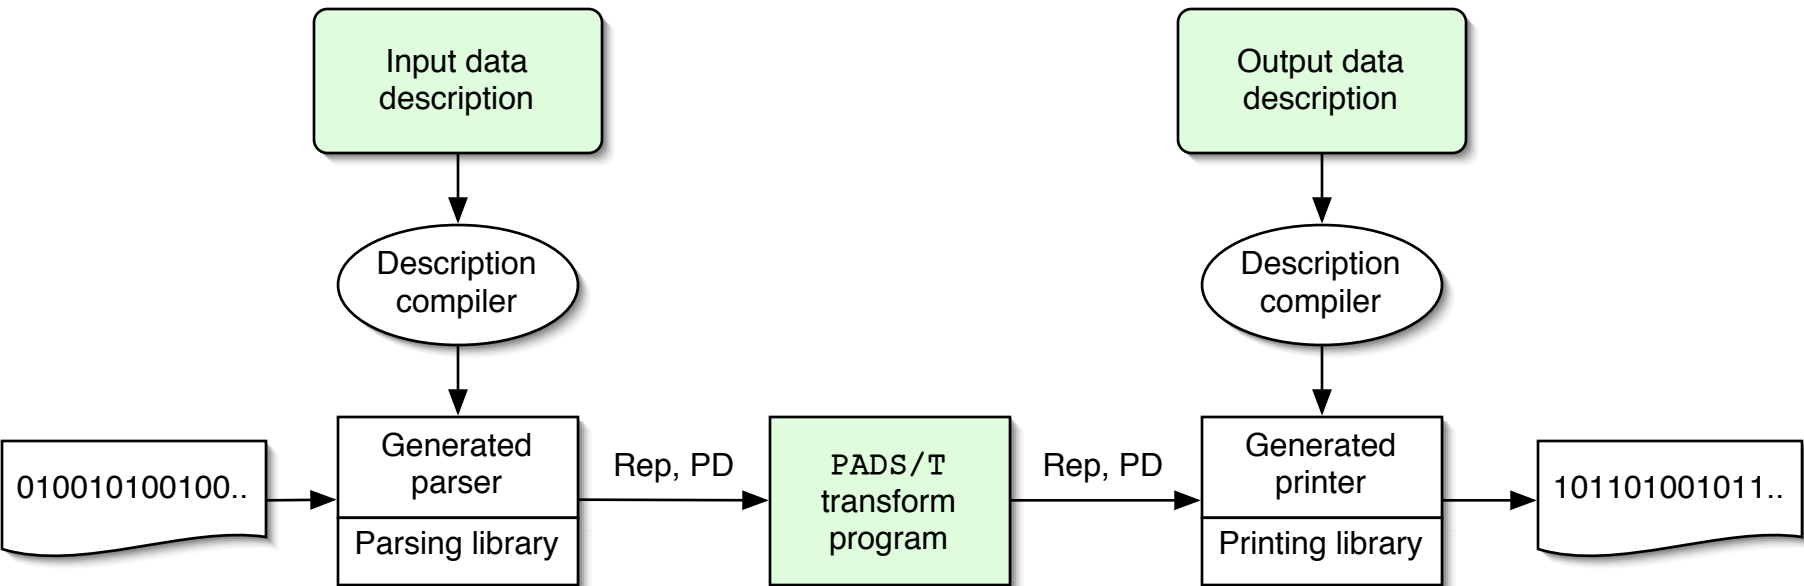 Input data
description
Output data
description
Description
compiler
Description
compiler
010010100100..
Generated
parser
Parsing library
Rep, PD
PADS/T
transform
program
Rep, PD
Generated
printer
Printing library
101101001011..